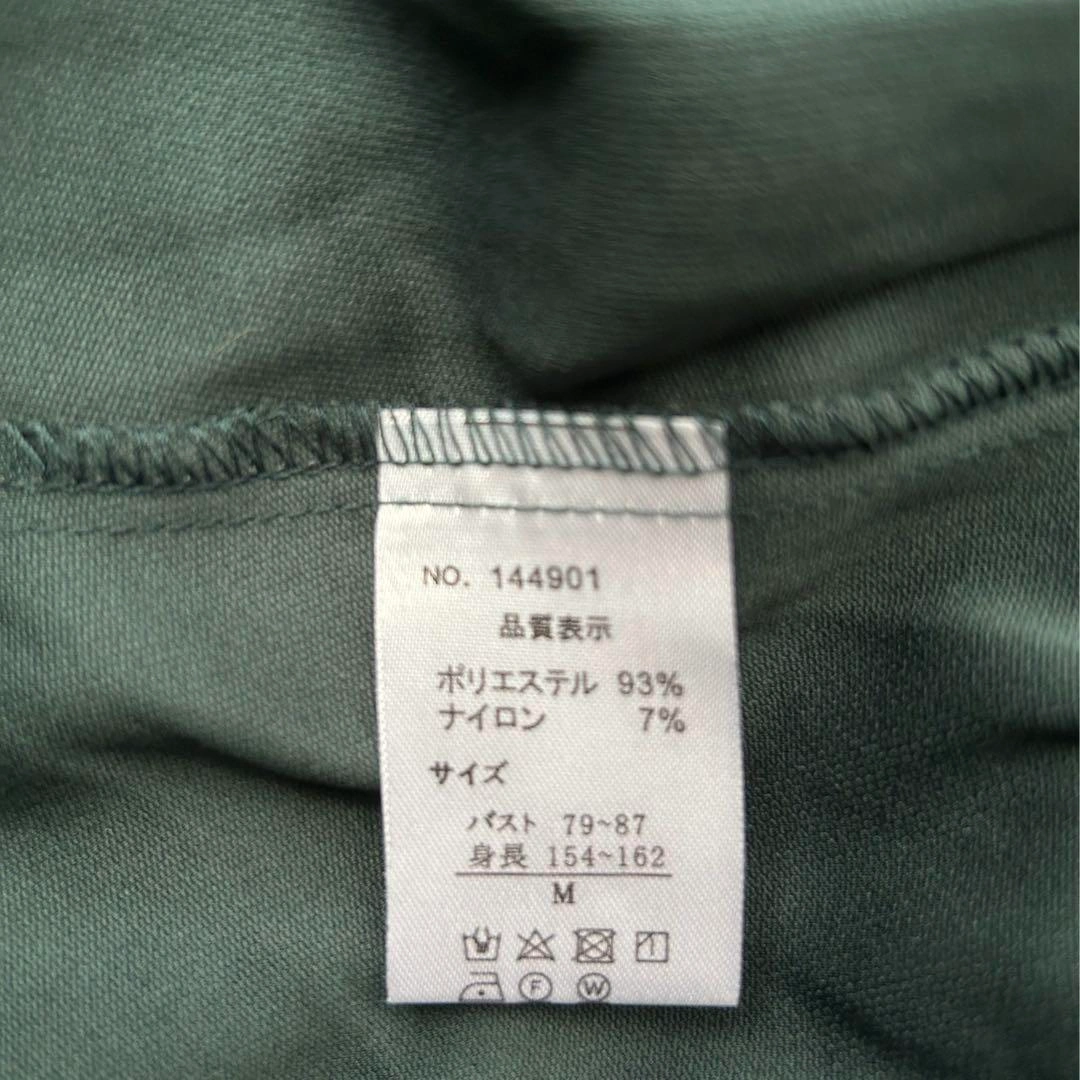 NO. 144901
品質表示
ポリエステル 93%
ナイロン 7%
サイズ
バスト 79~87
身長 154~162
M
F W